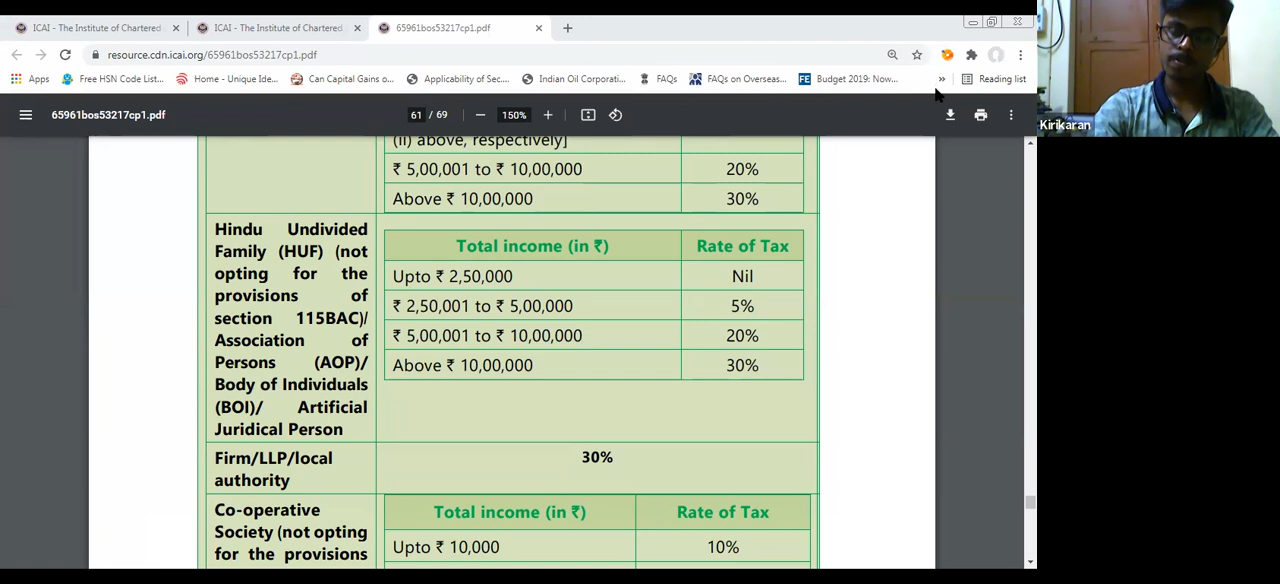 ICAI - The Institute of Chartered
ICAI - The Institute of Chartered
65961bos53217cp1.pdf
resource.cdn.icai.org/65961bos53217cp1.pdf
Apps
Free HSN Code List...
Home - Unique Ide...
Can Capital Gains o...
Applicability of Sec...
Indian Oil Corporati...
FAQs
FAQs on Overseas...
FE Budget 2019: Now...
»
Reading list
65961bos53217cp1.pdf
61 / 69
150%
Kirikaran
(II) above, respectively]
₹ 5,00,001 to ₹ 10,00,000 20%
Above ₹ 10,00,000 30%
Hindu Undivided
Family (HUF) (not
opting for the
provisions of
section 115BAC)/
Association of
Persons (AOP)/
Body of Individuals
(BOI)/ Artificial
Juridical Person
Total income (in ₹) Rate of Tax
Upto ₹ 2,50,000 Nil
₹ 2,50,001 to ₹ 5,00,000 5%
₹ 5,00,001 to ₹ 10,00,000 20%
Above ₹ 10,00,000 30%
Firm/LLP/local
authority
30%
Co-operative
Society (not opting
for the provisions
Total income (in ₹) Rate of Tax
Upto ₹ 10,000 10%